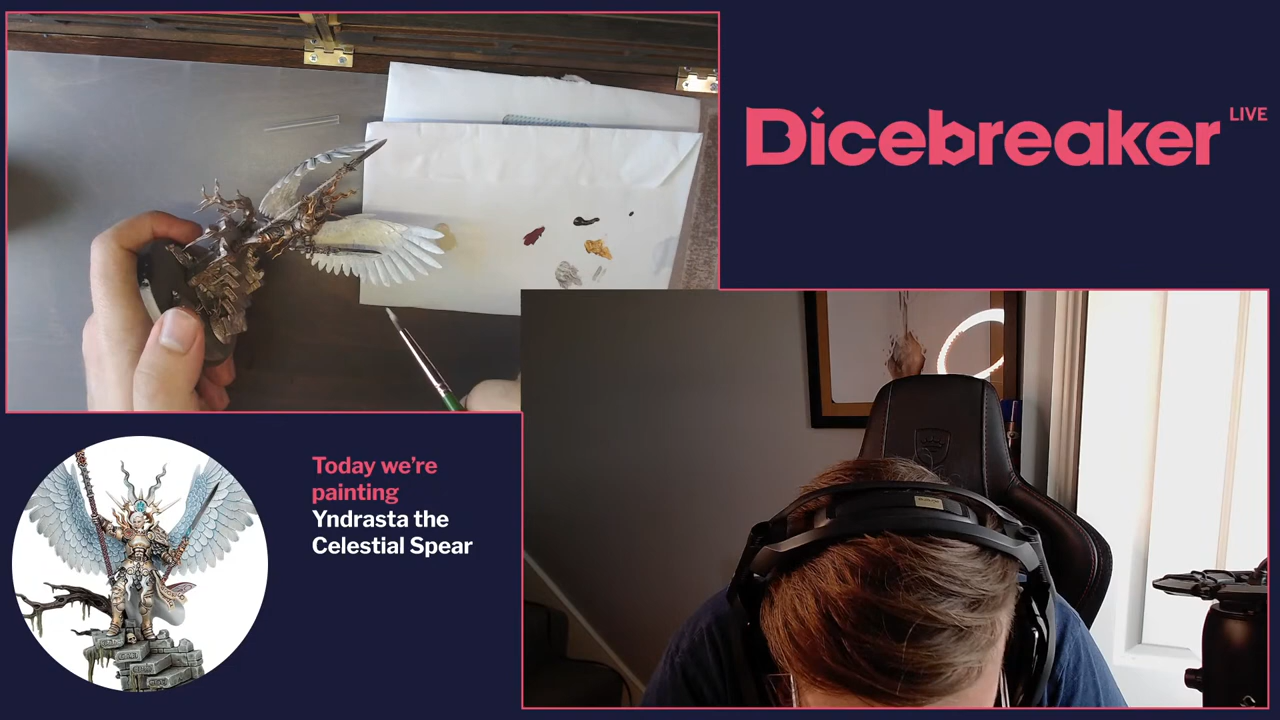 Dicebreaker LIVE
Today we're
painting
Yndrasta the
Celestial Spear